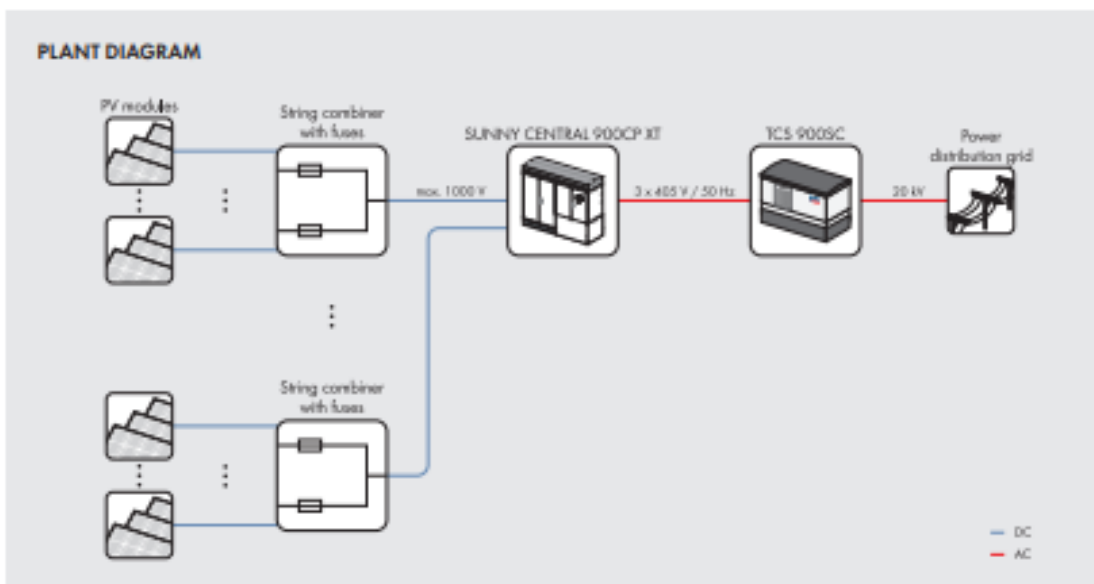 PLANT DIAGRAM
PV modules
String combiner
with fuses
SUNNY CENTRAL 900CP XT
TCS 900SC
Power
distribution grid
max. 1000 V
3 x 405 V / 50 Hz
20 kV
String combiner
with fuses
DC
AC